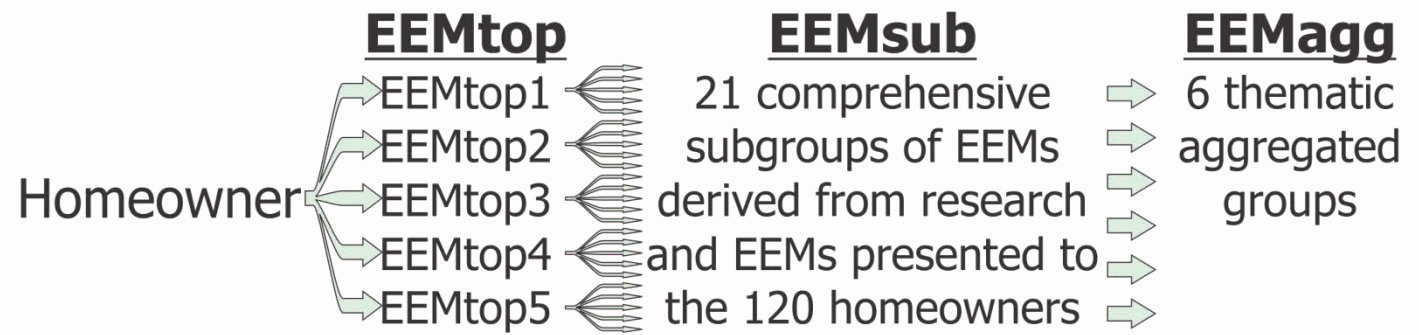 EEMtop
EEMsub
EEMagg
Homeowner
EEMtop1
EEMtop2
EEMtop3
EEMtop4
EEMtop5
21 comprehensive
subgroups of EEMs
derived from research
and EEMs presented to
the 120 homeowners
6 thematic
aggregated
groups